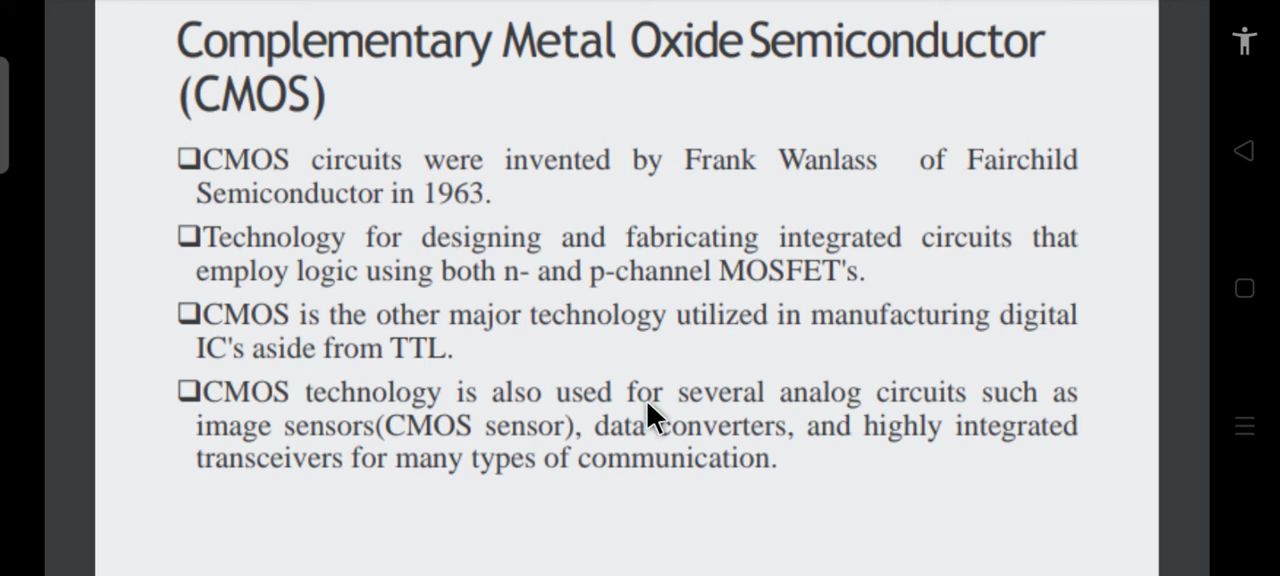 Complementary Metal Oxide Semiconductor
(CMOS)
❑CMOS circuits were invented by Frank Wanlass of Fairchild
Semiconductor in 1963.
❑Technology for designing and fabricating integrated circuits that
employ logic using both n- and p-channel MOSFET's.
❑CMOS is the other major technology utilized in manufacturing digital
IC's aside from TTL.
❑CMOS technology is also used for several analog circuits such as
image sensors(CMOS sensor), data converters, and highly integrated
transceivers for many types of communication.